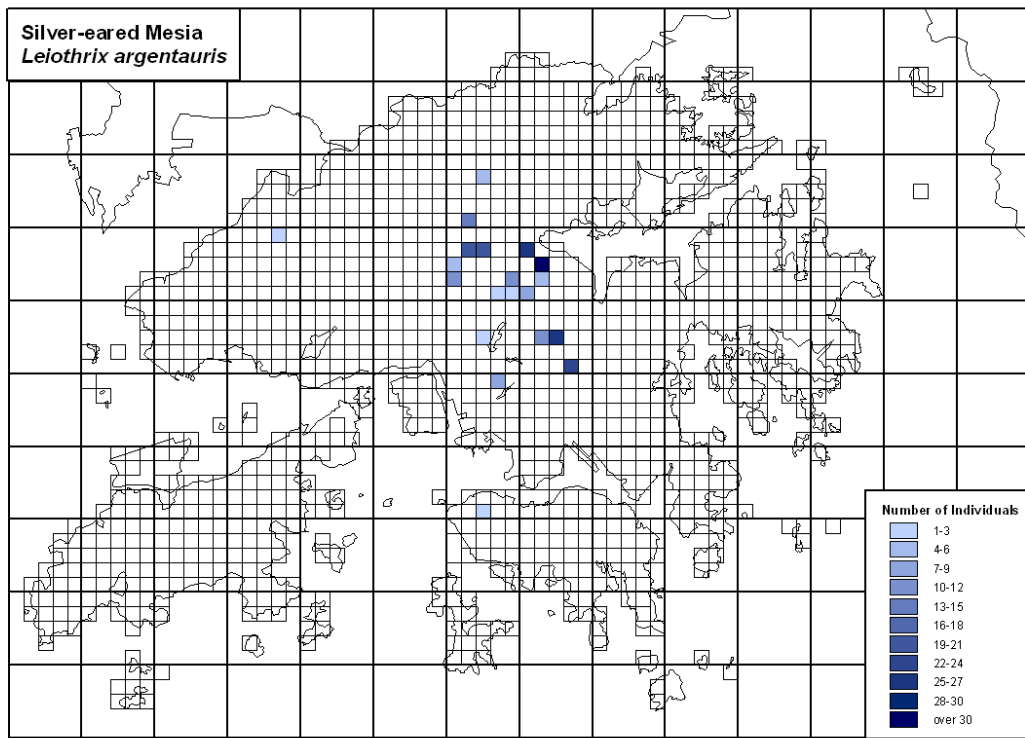 Silver-eared Mesia
Leiothrix argentauris
Number of Individuals
1-3
4-6
7-9
10-12
13-15
16-18
19-21
22-24
25-27
28-30
over 30